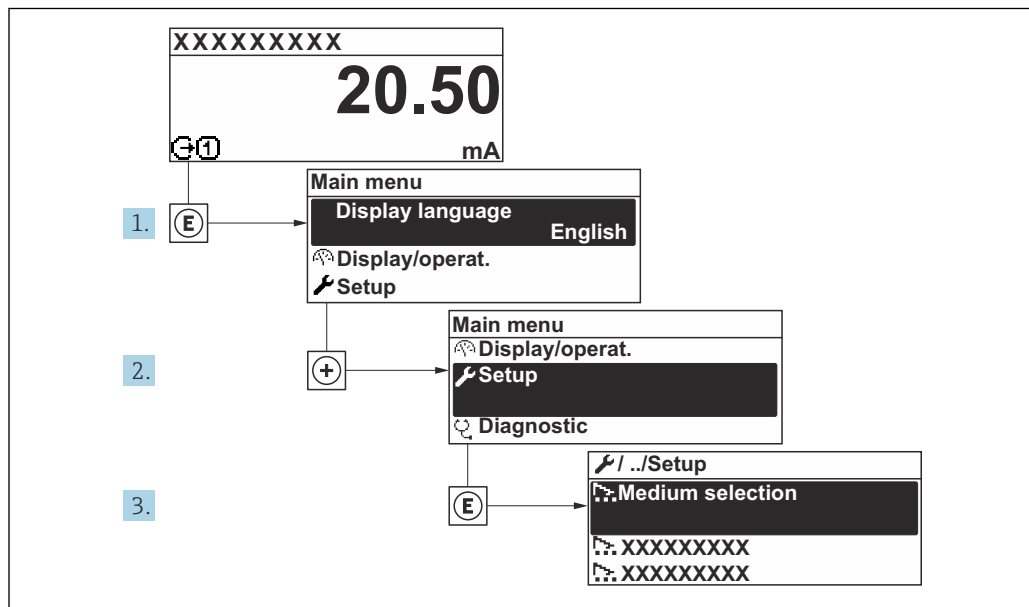 XXXXXXXXX
20.50
mA
1
Main menu
1.
E
Display language
English
Display/operat.
Setup
Main menu
Display/operat.
2.
+
Setup
Diagnostic
/ ../Setup
3.
E
Medium selection
XXXXXXXXX
XXXXXXXXX